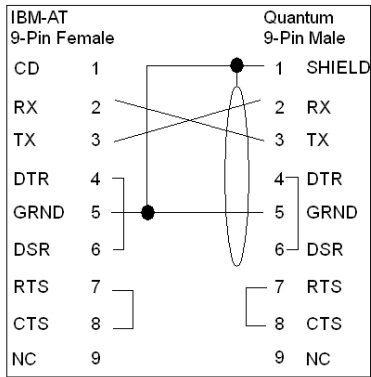 IBM-AT Quantum
9-Pin Female 9-Pin Male
CD 1 1 SHIELD
RX 2 2 RX
TX 3 3 TX
DTR 4 4 DTR
GRND 5 5 GRND
DSR 6 6 DSR
RTS 7 7 RTS
CTS 8 8 CTS
NC 9 9 NC